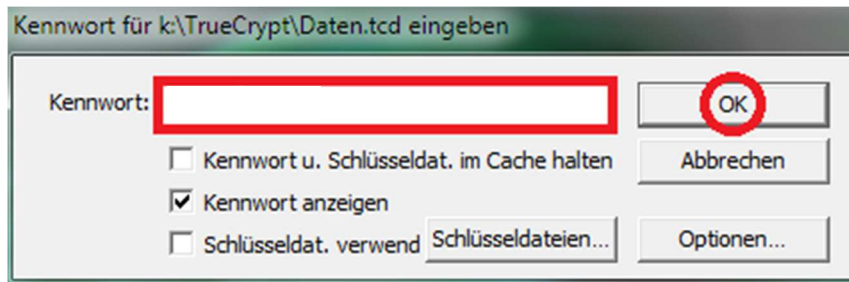 Kennwort für k:\TrueCrypt\Daten.tcd eingeben
Kennwort:
OK
Kennwort u. Schlüsseldat. im Cache halten
Abbrechen
Kennwort anzeigen
Schlüsseldat. verwend
Schlüsseldateien...
Optionen...